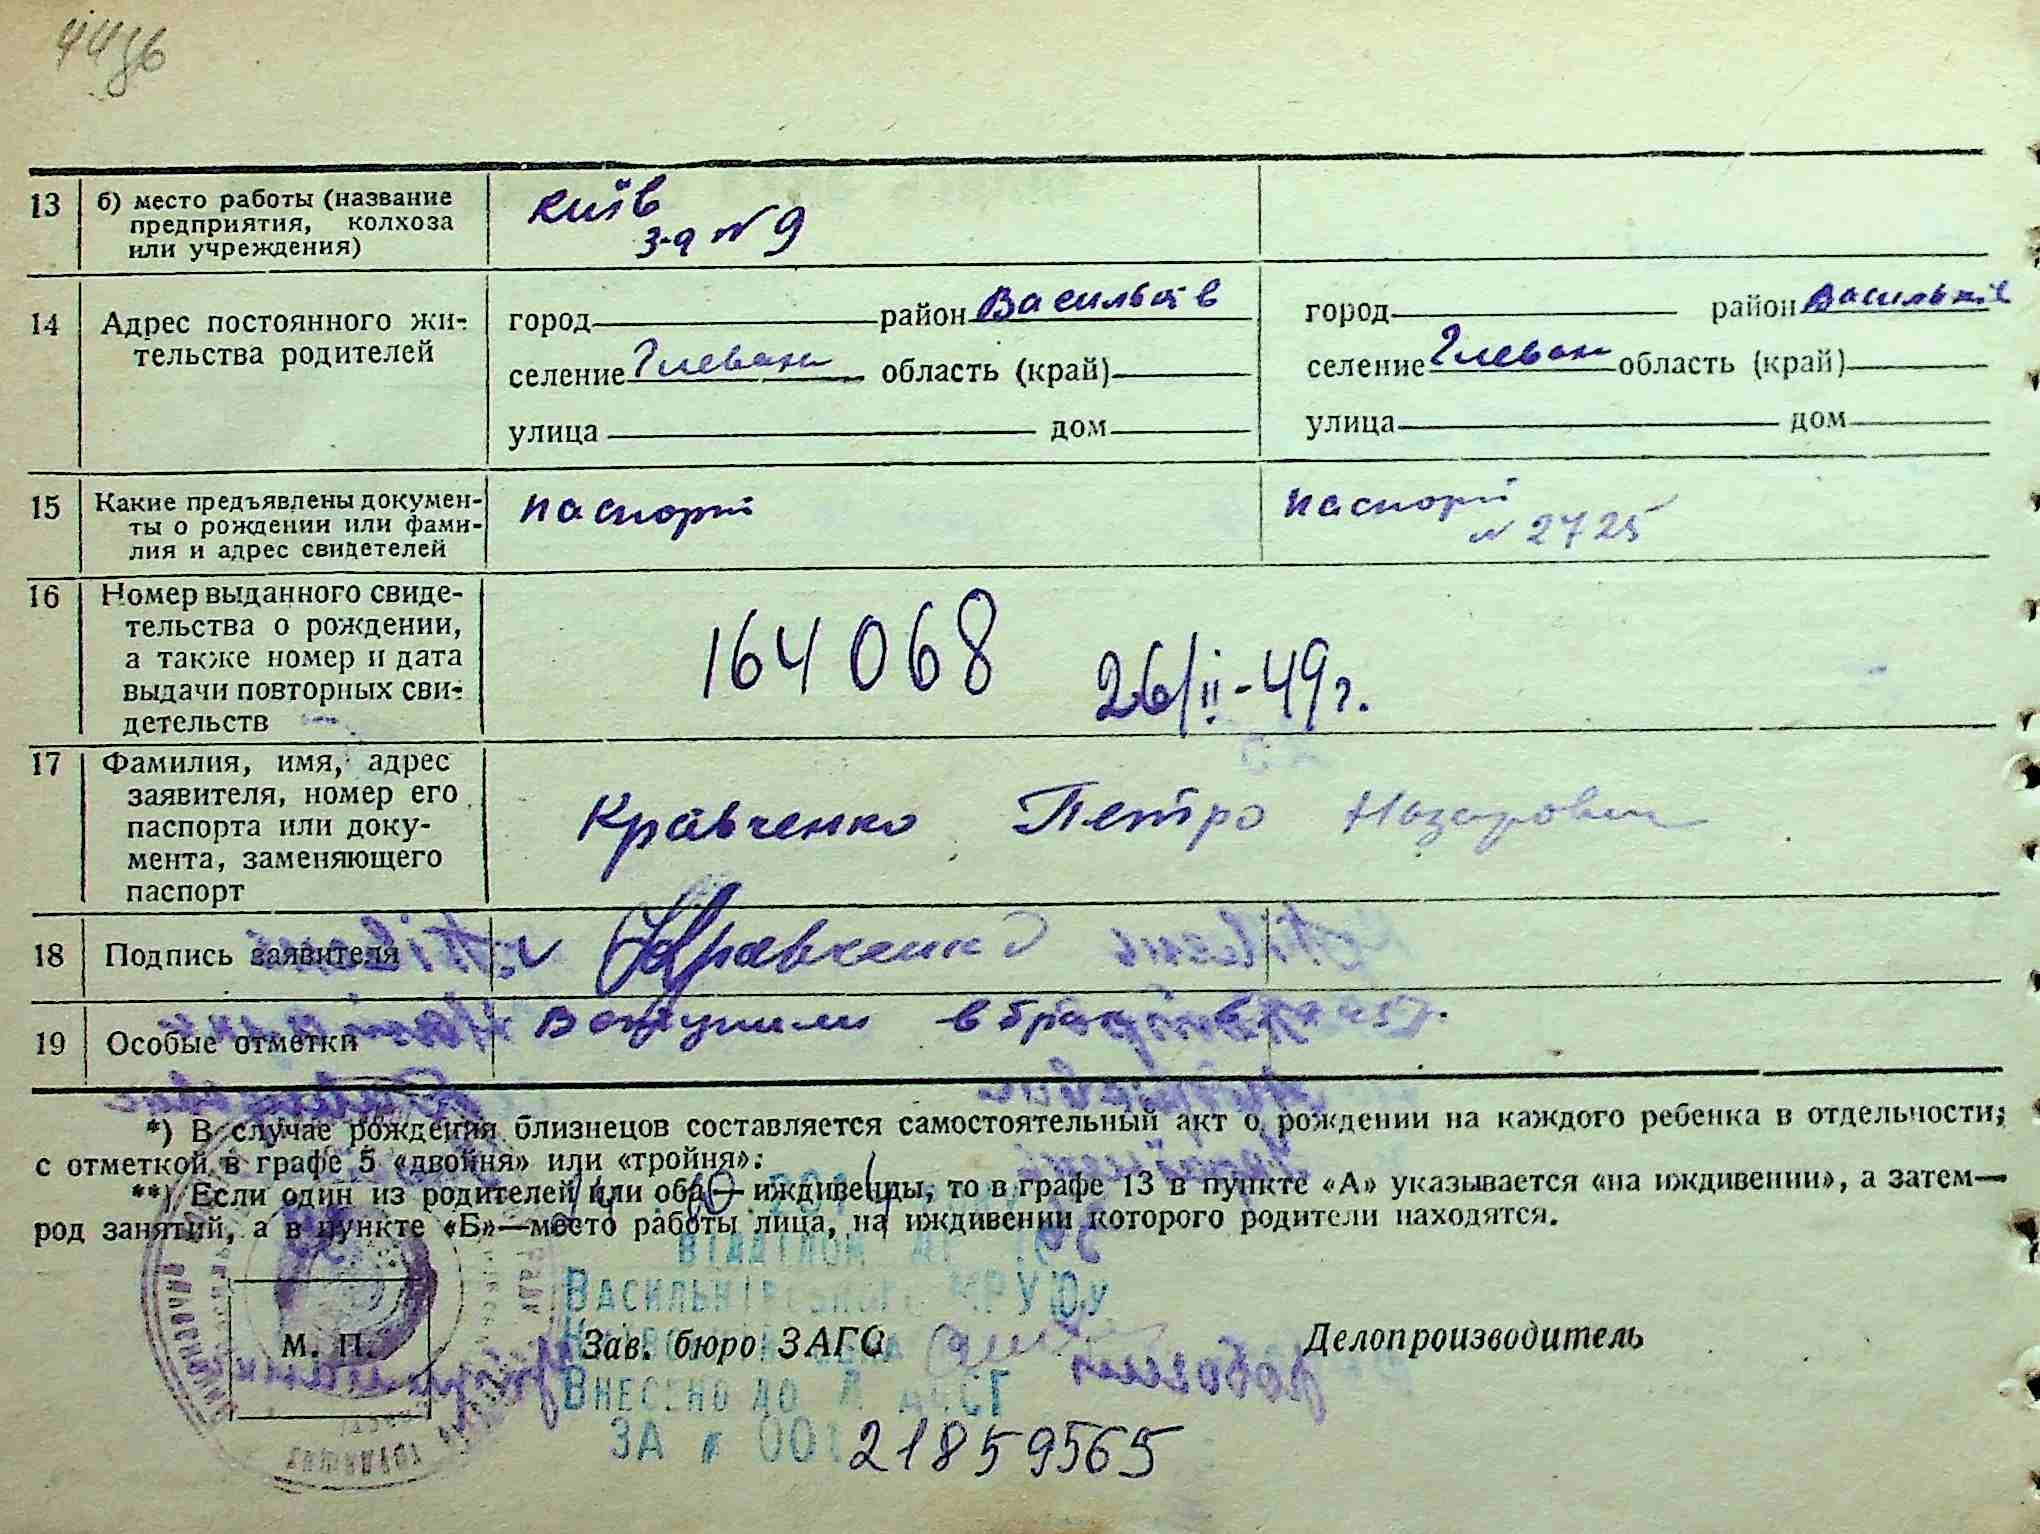 13 б) место работы (название предприятия, колхоза или учреждения)
київ
з-д № 9
14 Адрес постоянного жительства родителей
город район Васильків
селение Глеваха область (край)
улица дом
город район Васильків
селение Глеваха область (край)
улица дом
15 Какие предъявлены документы о рождении или фамилия и адрес свидетелей
паспорт
паспорт
№ 2725
16 Номер выданного свидетельства о рождении, а также номер и дата выдачи повторных свидетельств
164068 26/II-49г.
17 Фамилия, имя, адрес заявителя, номер его паспорта или документа, заменяющего паспорт
Кравченко Петро Назарович
18 Подпись заявителя
Кравченко
19 Особые отметки
Вступили в брак в
*) В случае рождения близнецов составляется самостоятельный акт о рождении на каждого ребенка в отдельности,
с отметкой в графе 5 «двойня» или «тройня».
**) Если один из родителей или оба — иждивенцы, то в графе 13 в пункте «А» указывается «на иждивении», а затем—
род занятий, а в пункте «Б»—место работы лица, на иждивении которого родители находятся.
Васильківського МРУЮ
М. П. Зав. бюро ЗАГС Делопроизводитель
Внесено до
ЗА № 00 21859565